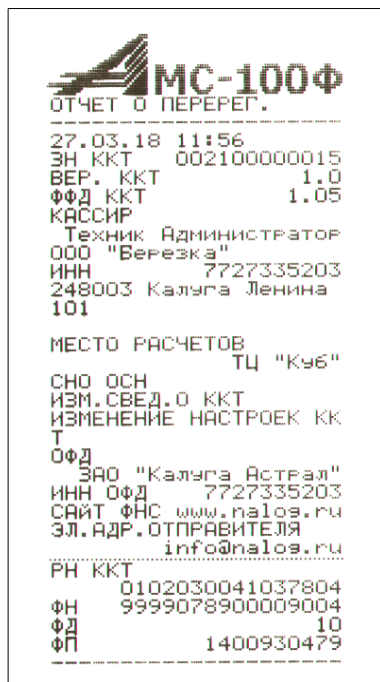 АМС-100Ф
ОТЧЕТ О ПЕРЕРЕГ.
27.03.18 11:56
ЗН ККТ 002100000015
ВЕР. ККТ 1.0
ФФД ККТ 1.05
КАССИР
Техник Администратор
ООО "Березка"
ИНН 7727335203
248003 Калуга Ленина
101
МЕСТО РАСЧЕТОВ
ТЦ "Куб"
СНО ОСН
ИЗМ.СВЕД.О ККТ
ИЗМЕНЕНИЕ НАСТРОЕК КК
Т
ОФД
ЗАО "Калуга Астрал"
ИНН ОФД 7727335203
САЙТ ФНС www.nalog.ru
ЭЛ.АДР.ОТПРАВИТЕЛЯ
info@nalog.ru
РН ККТ
0102030041037804
ФН 9999078900009004
ФД 10
ФП 1400930479